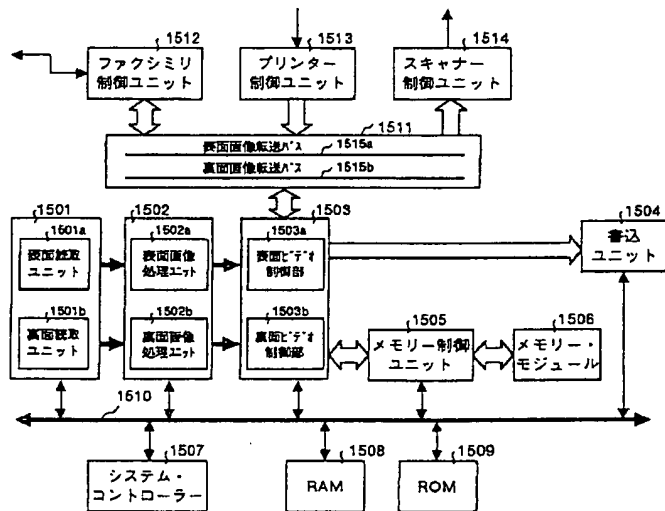 1512
ファクシミリ
制御ユニット
1513
プリンター
制御ユニット
1514
スキャナー
制御ユニット
1511
表面画像転送バス
1515a
裏面画像転送バス
1515b
1501
1501a
表面読取
ユニット
1501b
裏面読取
ユニット
1502
1502a
表面画像
処理ユニット
1502b
裏面画像
処理ユニット
1503
1503a
表面ビデオ
制御部
1503b
裏面ビデオ
制御部
1504
書込
ユニット
1505
メモリー制御
ユニット
1506
メモリー・
モジュール
1510
1507
システム・
コントローラー
1508
RAM
1509
ROM